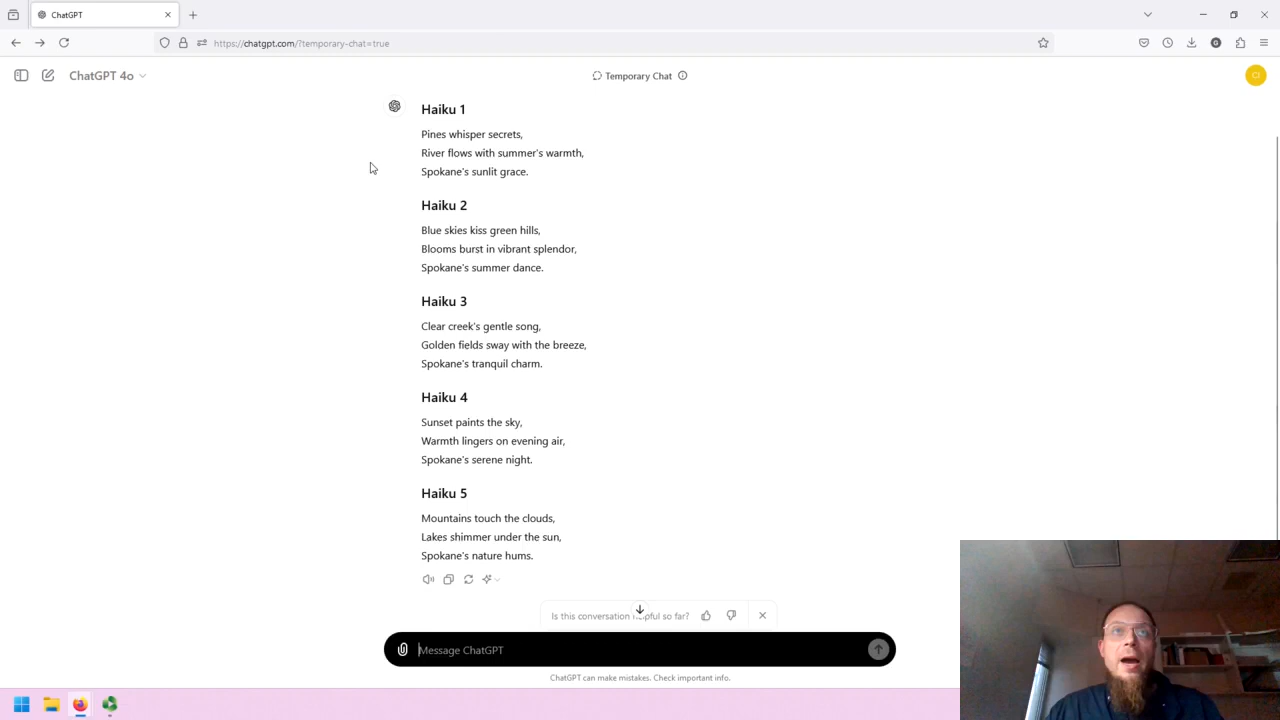 ChatGPT
https://chatgpt.com/?temporary-chat=true
ChatGPT 4o
Temporary Chat
CI
Haiku 1
Pines whisper secrets,
River flows with summer's warmth,
Spokane's sunlit grace.
Haiku 2
Blue skies kiss green hills,
Blooms burst in vibrant splendor,
Spokane's summer dance.
Haiku 3
Clear creek's gentle song,
Golden fields sway with the breeze,
Spokane's tranquil charm.
Haiku 4
Sunset paints the sky,
Warmth lingers on evening air,
Spokane's serene night.
Haiku 5
Mountains touch the clouds,
Lakes shimmer under the sun,
Spokane's nature hums.
Is this conversation helpful so far?
Message ChatGPT
ChatGPT can make mistakes. Check important info.